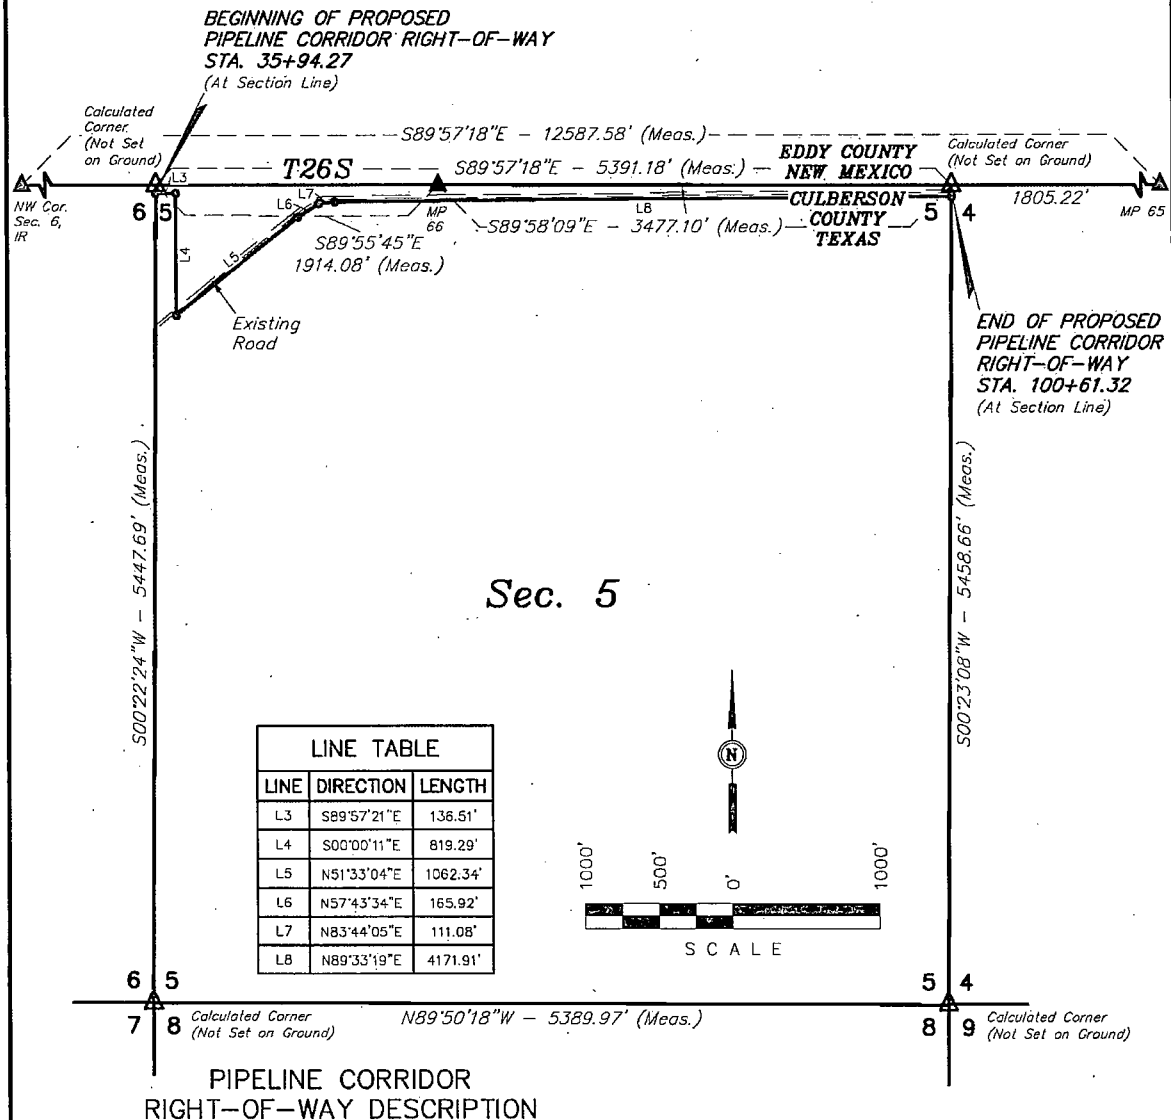 BEGINNING OF PROPOSED
PIPELINE CORRIDOR RIGHT-OF-WAY
STA. 35+94.27
(At Section Line)
Calculated
Corner
(Not Set
on Ground)
S89°57'18"E - 12587.58' (Meas.)
T26S
S89°57'18"E - 5391.18' (Meas.)
EDDY COUNTY
NEW MEXICO
Calculated Corner
(Not Set on Ground)
NW Cor.
Sec. 6,
IR
L3
6 5
L7
L6
MP
66
L8
S89°58'09"E - 3477.10' (Meas.)
CULBERSON
COUNTY
TEXAS
5 4
1805.22'
MP 65
S89°55'45"E
1914.08' (Meas.)
L4
L5
Existing
Road
END OF PROPOSED
PIPELINE CORRIDOR
RIGHT-OF-WAY
STA. 100+61.32
(At Section Line)
S00°22'24"W - 5447.69' (Meas.)
Sec. 5
S00°23'08"W - 5458.66' (Meas.)
N
LINE TABLE
LINE DIRECTION LENGTH
L3 S89°57'21"E 136.51'
L4 S00°00'11"E 819.29'
L5 N51°33'04"E 1062.34'
L6 N57°43'34"E 165.92'
L7 N83°44'05"E 111.08'
L8 N89°33'19"E 4171.91'
1000' 500' 0' 1000'
SCALE
6 5
7 8
Calculated Corner
(Not Set on Ground)
N89°50'18"W - 5389.97' (Meas.)
5 4
8 9
Calculated Corner
(Not Set on Ground)
PIPELINE CORRIDOR
RIGHT-OF-WAY DESCRIPTION